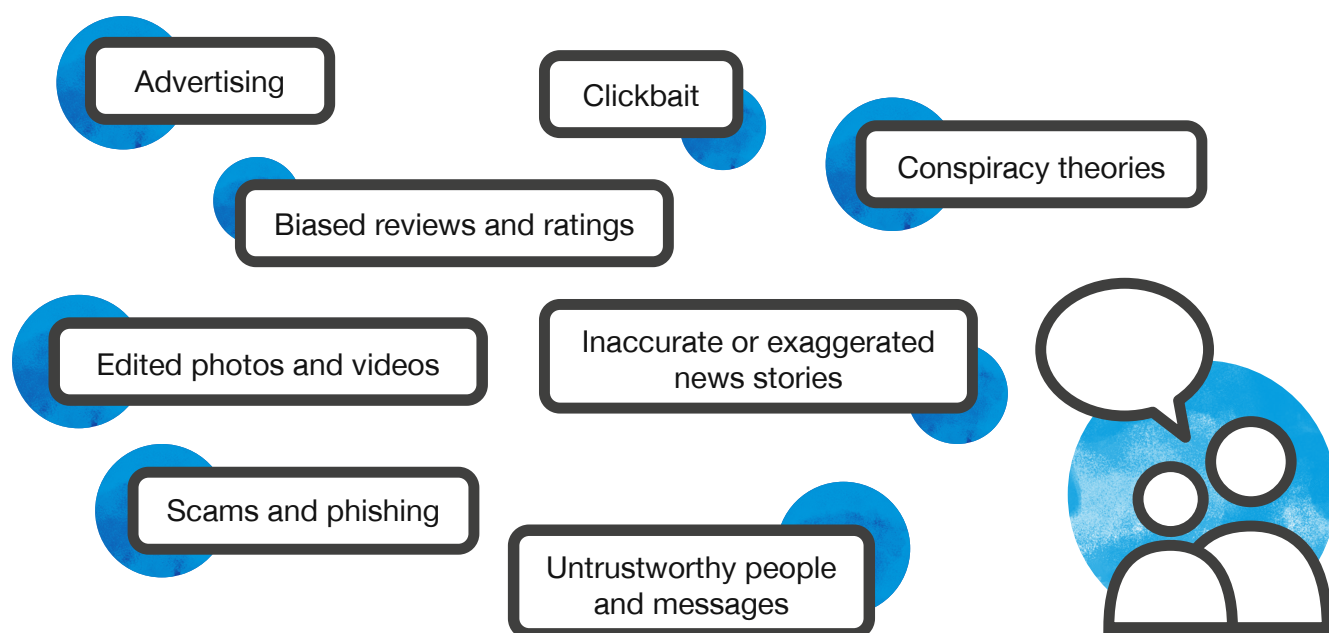 Advertising
Clickbait
Conspiracy theories
Biased reviews and ratings
Edited photos and videos
Inaccurate or exaggerated
news stories
Scams and phishing
Untrustworthy people
and messages